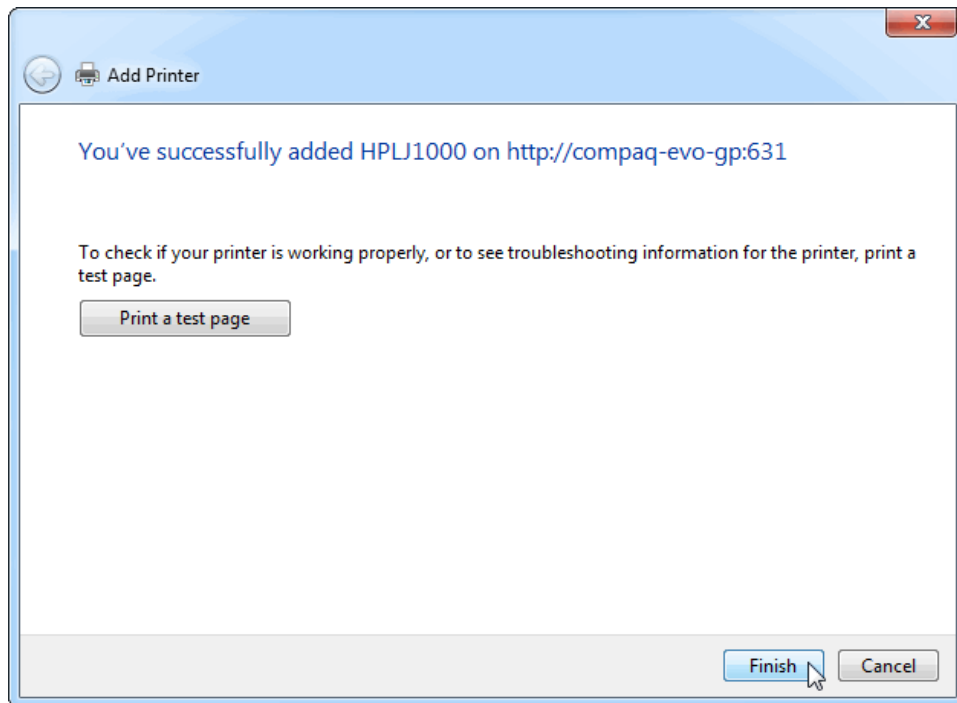 Add Printer
You've successfully added HPLJ1000 on http://compaq-evo-gp:631
To check if your printer is working properly, or to see troubleshooting information for the printer, print a
test page.
Print a test page
Finish
Cancel